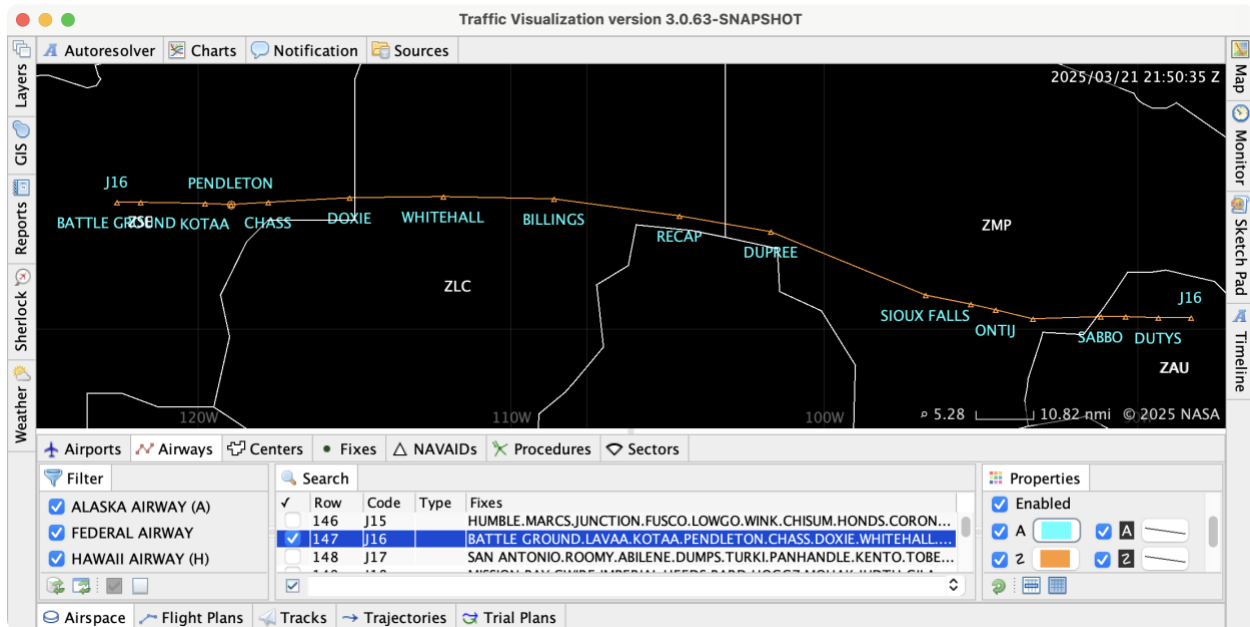 Traffic Visualization version 3.0.63-SNAPSHOT
Autoresolver Charts Notification Sources
Layers
GIS
Reports
Sherlock
Weather
2025/03/21 21:50:35 Z
J16 PENDLETON
BATTLE GROUND ZSE KOTAA CHASS DOXIE WHITEHALL BILLINGS
RECAP DUPREE ZMP
ZLC
J16
SIOUX FALLS ONTIJ SABBO DUTYS
ZAU
120W 110W 100W 5.28 10.82 nmi © 2025 NASA
Map
Monitor
Sketch Pad
Timeline
Airports Airways Centers Fixes NAVAIDs Procedures Sectors
Filter
ALASKA AIRWAY (A)
FEDERAL AIRWAY
HAWAII AIRWAY (H)
Search
✓ Row Code Type Fixes
146 J15 HUMBLE.MARCS.JUNCTION.FUSCO.LOWGO.WINK.CHISUM.HONDS.CORON...
147 J16 BATTLE GROUND.LAVAA.KOTAA.PENDLETON.CHASS.DOXIE.WHITEHALL....
148 J17 SAN ANTONIO.ROOMY.ABILENE.DUMPS.TURKI.PANHANDLE.KENTO.TOBE...
Properties
Enabled
A A
2 2
Airspace Flight Plans Tracks Trajectories Trial Plans